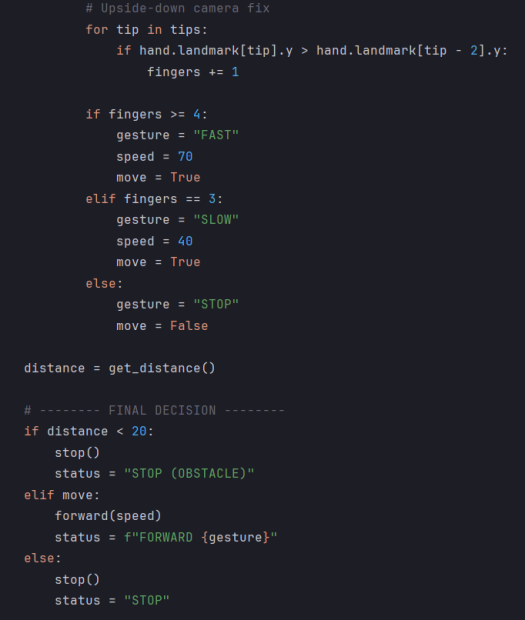 # Upside-down camera fix
for tip in tips:
if hand.landmark[tip].y > hand.landmark[tip - 2].y:
fingers += 1
if fingers >= 4:
gesture = "FAST"
speed = 70
move = True
elif fingers == 3:
gesture = "SLOW"
speed = 40
move = True
else:
gesture = "STOP"
move = False
distance = get_distance()
# -------- FINAL DECISION --------
if distance < 20:
stop()
status = "STOP (OBSTACLE)"
elif move:
forward(speed)
status = f"FORWARD {gesture}"
else:
stop()
status = "STOP"